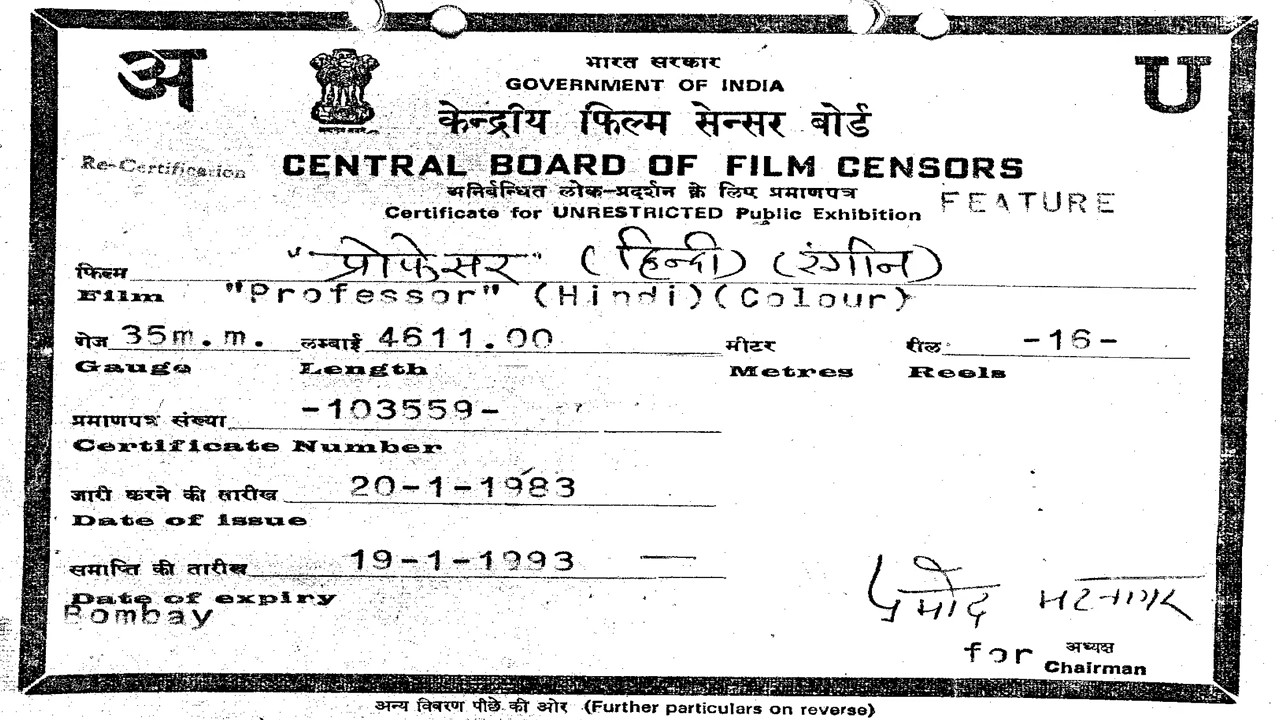 अ
U
भारत सरकार
GOVERNMENT OF INDIA
केन्द्रीय फिल्म सेन्सर बोर्ड
Re-Certification
CENTRAL BOARD OF FILM CENSORS
अनिर्बन्धित लोक-प्रदर्शन के लिए प्रमाणपत्र
Certificate for UNRESTRICTED Public Exhibition
FEATURE
फिल्म "प्रोफेसर" (हिन्दी) (रंगीन)
Film "Professor" (Hindi)(Colour)
गेज 35m.m. लम्बाई 4611.00 मीटर रील -16-
Gauge Length Metres Reels
प्रमाणपत्र संख्या -103559-
Certificate Number
जारी करने की तारीख 20-1-1983
Date of issue
समाप्ति की तारीख 19-1-1993
Date of expiry
Bombay
प्रमोद भटनागर
for अध्यक्ष
Chairman
अन्य विवरण पीछे की ओर (Further particulars on reverse)